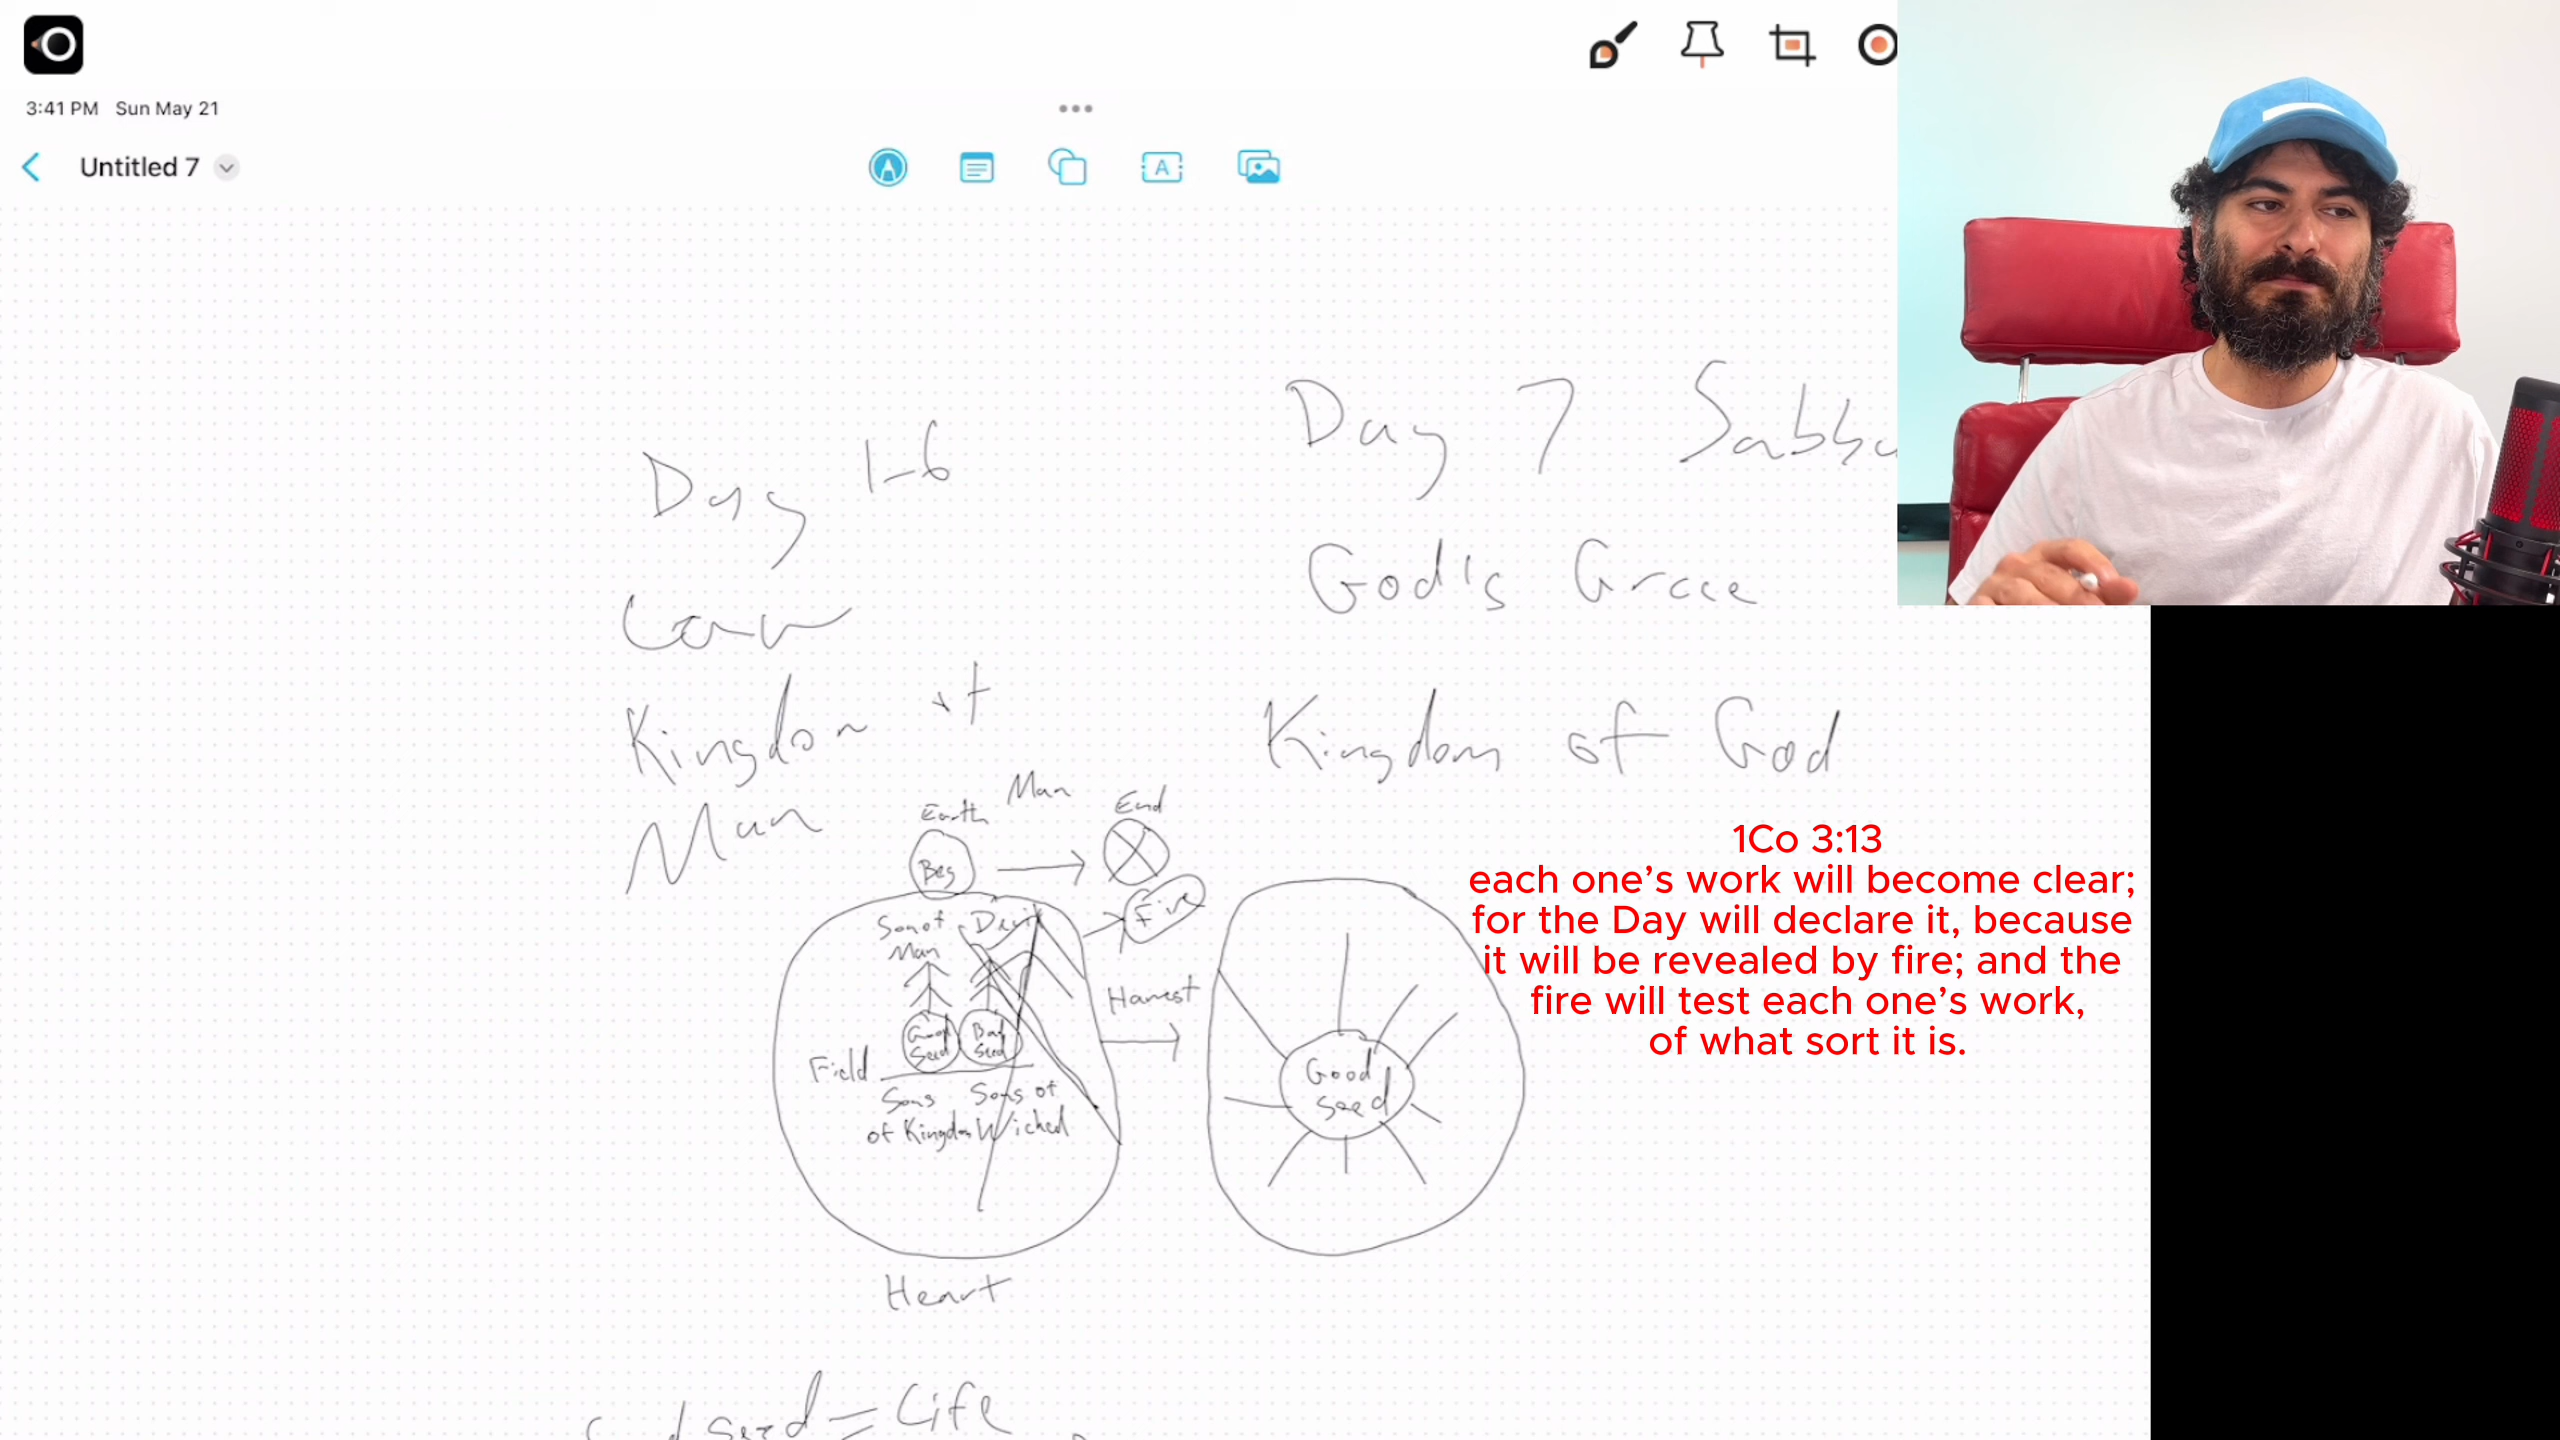 3:41 PM Sun May 21
Untitled 7
A
Day 1-6
Law
Kingdom of
Man
Day 7 Sabba
God's Grace
Kingdom of God
Earth Man End
Beg
Fire
Son of Devil
Man
Harvest
Good Bad
Seed Seed
Field
Sons Sons of
of Kingdom Wicked
Good
seed
Heart
seed = Life
1Co 3:13
each one’s work will become clear;
for the Day will declare it, because
it will be revealed by fire; and the
fire will test each one’s work,
of what sort it is.